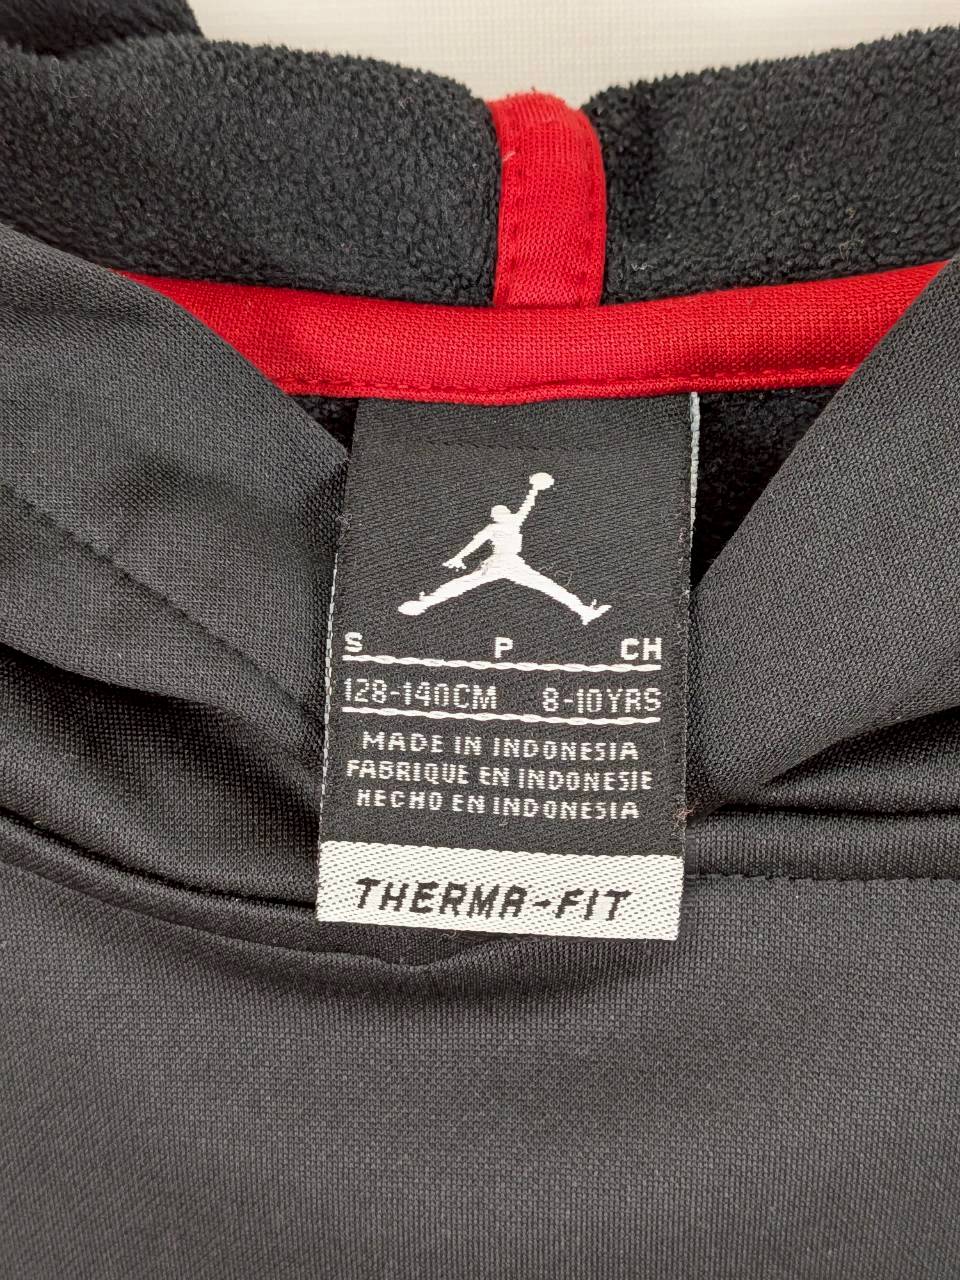 S P CH
128-140CM 8-10YRS
MADE IN INDONESIA
FABRIQUE EN INDONESIE
HECHO EN INDONESIA
THERMA-FIT